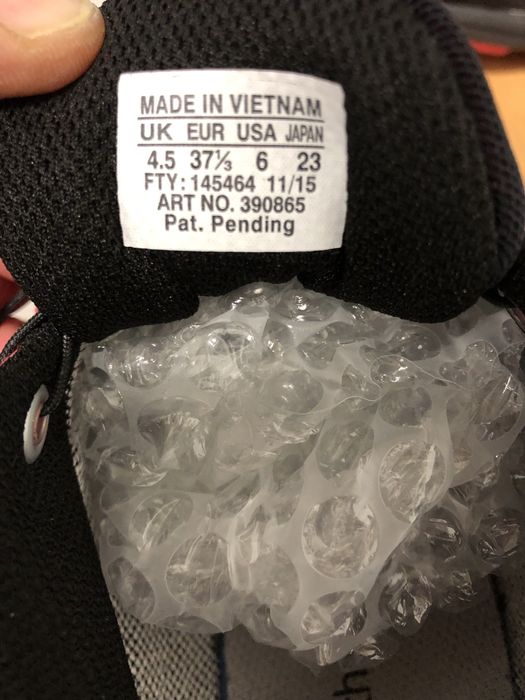 MADE IN VIETNAM
UK EUR USA JAPAN
4.5 37⅓ 6 23
FTY: 145464 11/15
ART NO. 390865
Pat. Pending